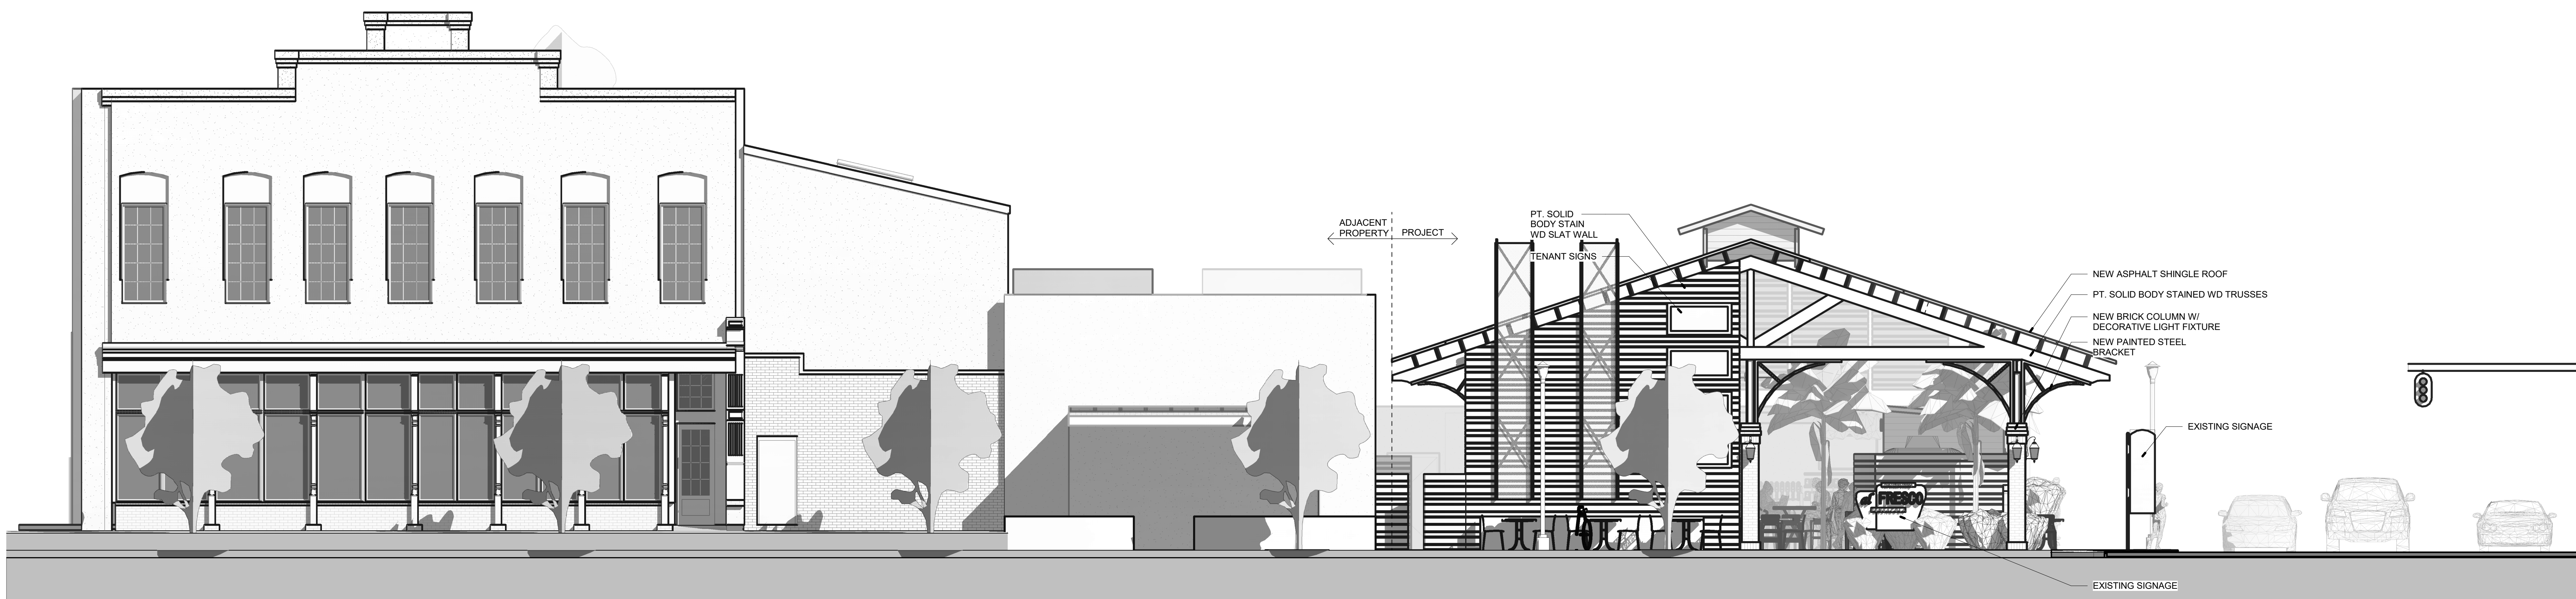 ADJACENT
PROPERTY
PROJECT
PT. SOLID
BODY STAIN
WD SLAT WALL
TENANT SIGNS
NEW ASPHALT SHINGLE ROOF
PT. SOLID BODY STAINED WD TRUSSES
NEW BRICK COLUMN W/
DECORATIVE LIGHT FIXTURE
NEW PAINTED STEEL
BRACKET
EXISTING SIGNAGE
FRESCO
EXISTING SIGNAGE